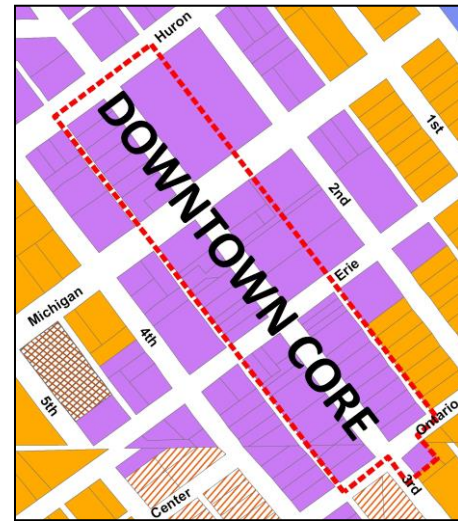 Huron
1st
DOWNTOWN CORE
2nd
Erie
Michigan
4th
5th
Ontario
3rd
Center